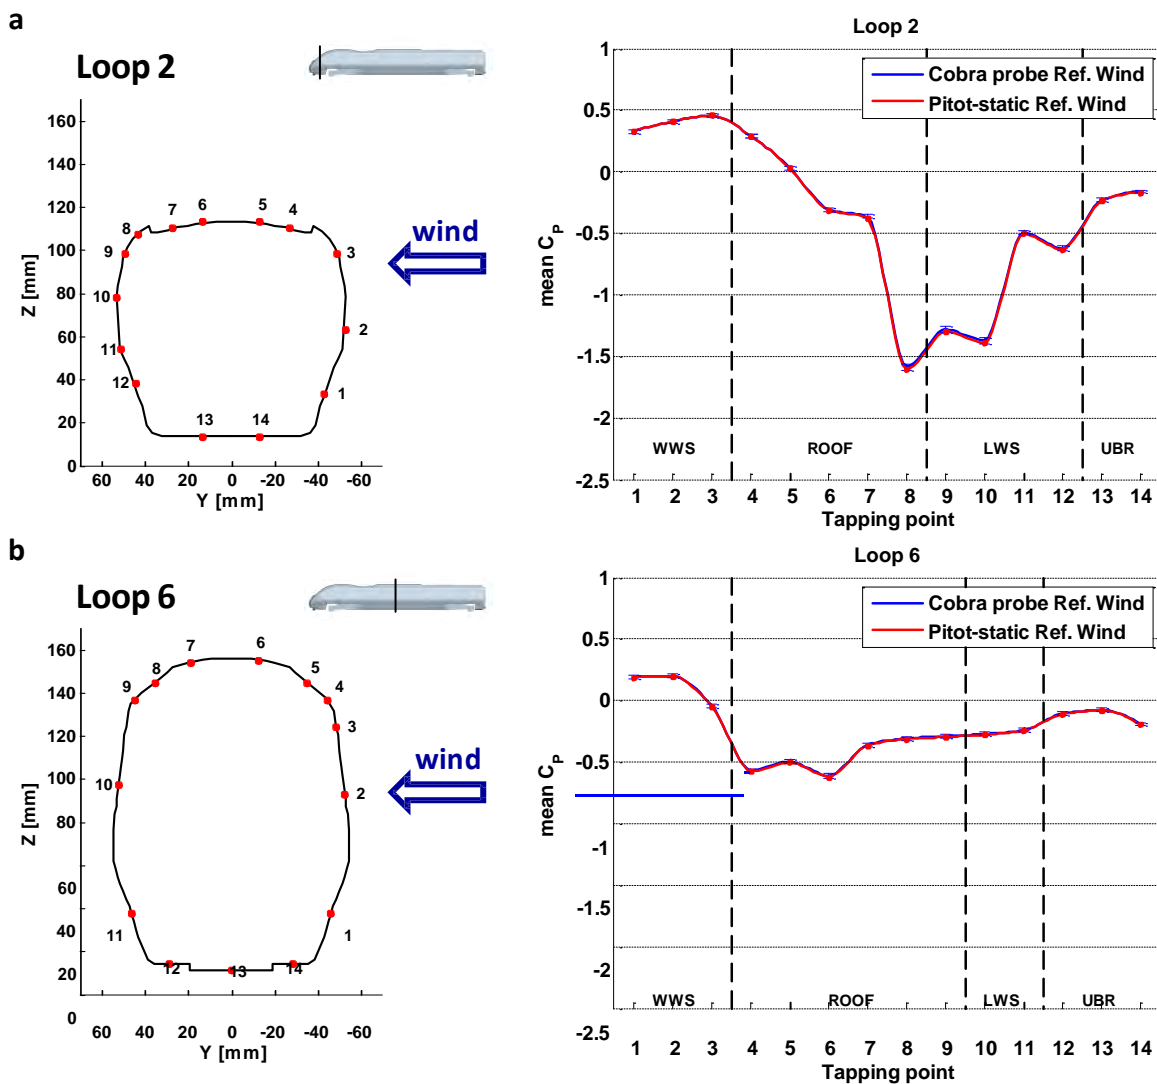 a
Loop 2
160
140
120
100
80
60
40
20
0
Z [mm]
60 40 20 0 -20 -40 -60
Y [mm]
1
2
3
4
5
6
7
8
9
10
11
12
13
14
wind
Loop 2
Cobra probe Ref. Wind
Pitot-static Ref. Wind
1
0.5
0
-0.5
-1
-1.5
-2
-2.5
mean CP
WWS ROOF LWS UBR
1 2 3 4 5 6 7 8 9 10 11 12 13 14
Tapping point
b
Loop 6
160
140
120
100
80
60
40
20
0
Z [mm]
60 40 20 0 -20 -40 -60
Y [mm]
1
2
3
4
5
6
7
8
9
10
11
12
13
14
wind
Loop 6
Cobra probe Ref. Wind
Pitot-static Ref. Wind
1
0.5
0
-0.5
-1
-1.5
-2
-2.5
mean CP
WWS ROOF LWS UBR
1 2 3 4 5 6 7 8 9 10 11 12 13 14
Tapping point